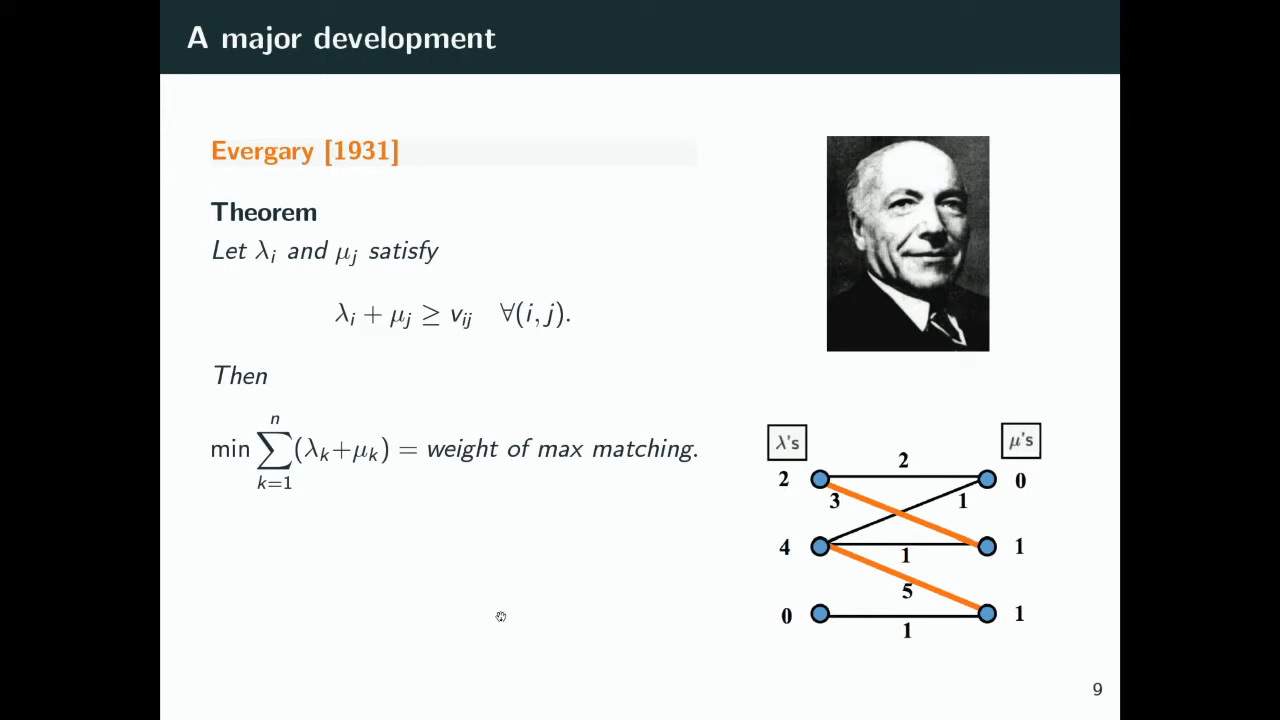 A major development
Evergary [1931]
Theorem
Let λᵢ and μⱼ satisfy
λᵢ + μⱼ ≥ vᵢⱼ ∀(i, j).
Then
min ∑ₖ₌₁ⁿ (λₖ+μₖ) = weight of max matching.
λ's
μ's
2
2
0
3
1
4
1
1
5
0
1
1
9